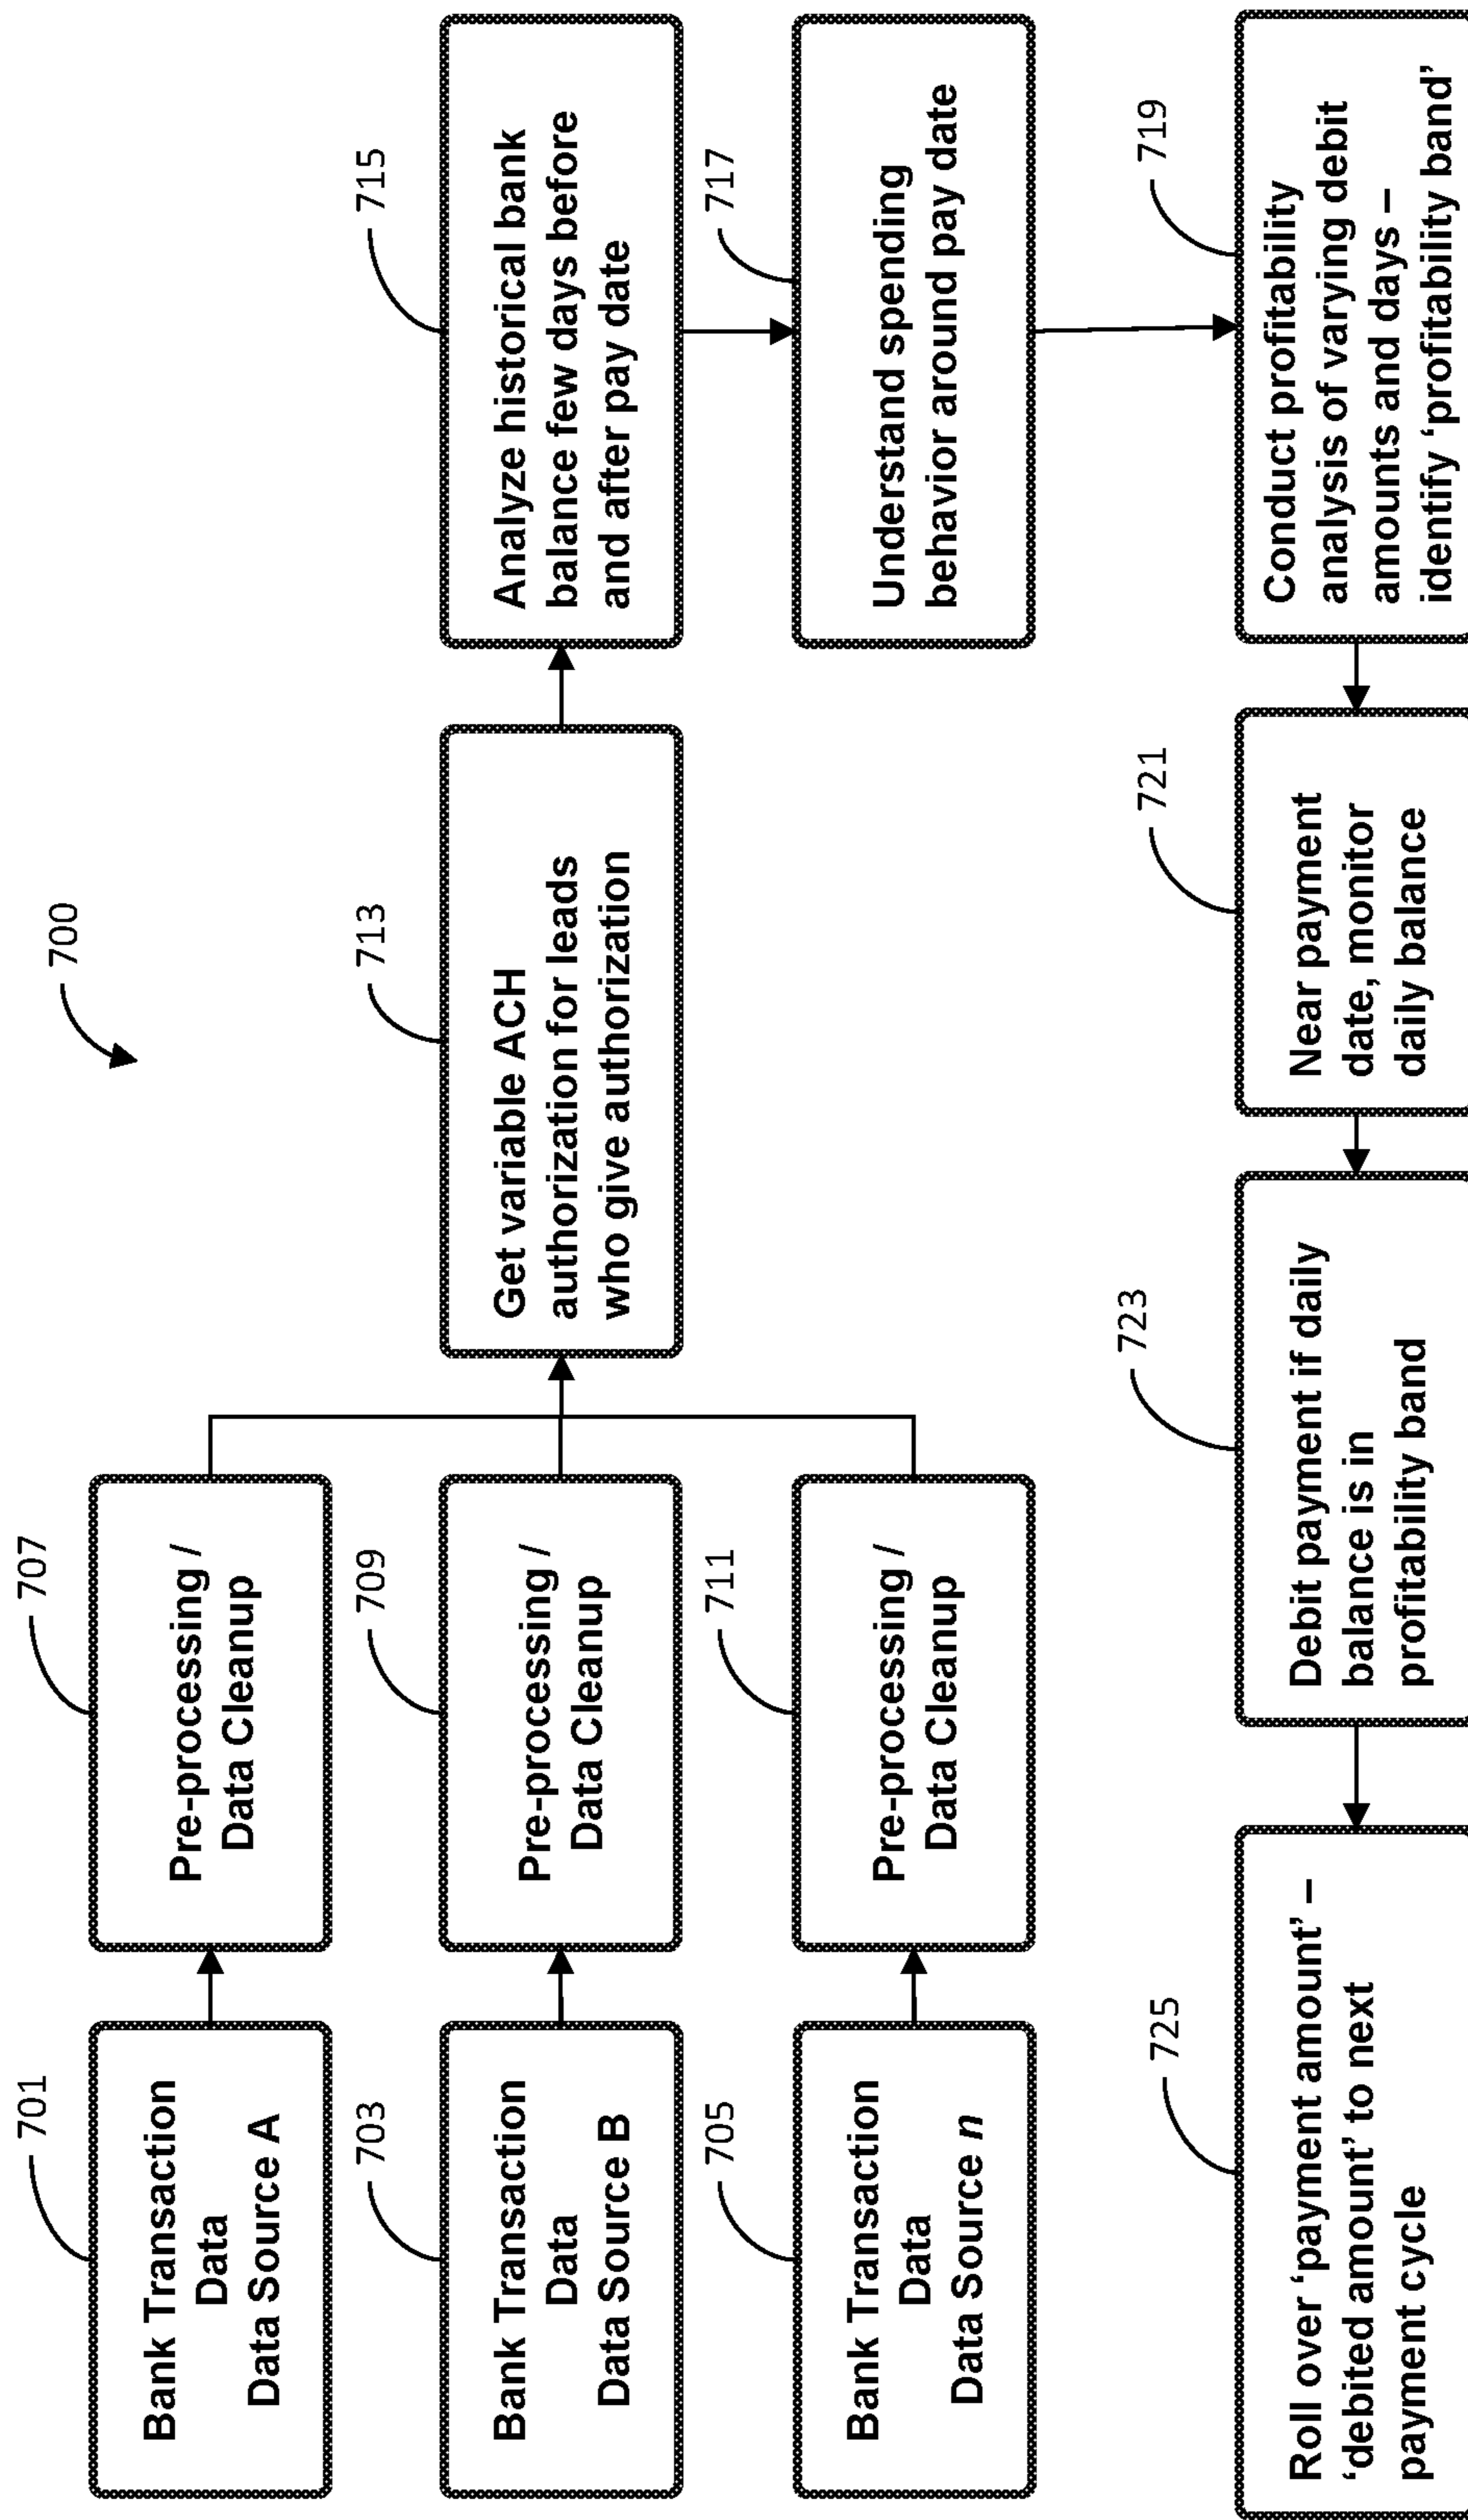 700
701
Bank Transaction
Data
Data Source A
707
Pre-processing /
Data Cleanup
703
Bank Transaction
Data
Data Source B
709
Pre-processing /
Data Cleanup
705
Bank Transaction
Data
Data Source n
711
Pre-processing /
Data Cleanup
713
Get variable ACH
authorization for leads
who give authorization
715
Analyze historical bank
balance few days before
and after pay date
717
Understand spending
behavior around pay date
719
Conduct profitability
analysis of varying debit
amounts and days –
identify ‘profitability band’
721
Near payment
date, monitor
daily balance
723
Debit payment if daily
balance is in
profitability band
725
Roll over ‘payment amount’ –
‘debited amount’ to next
payment cycle